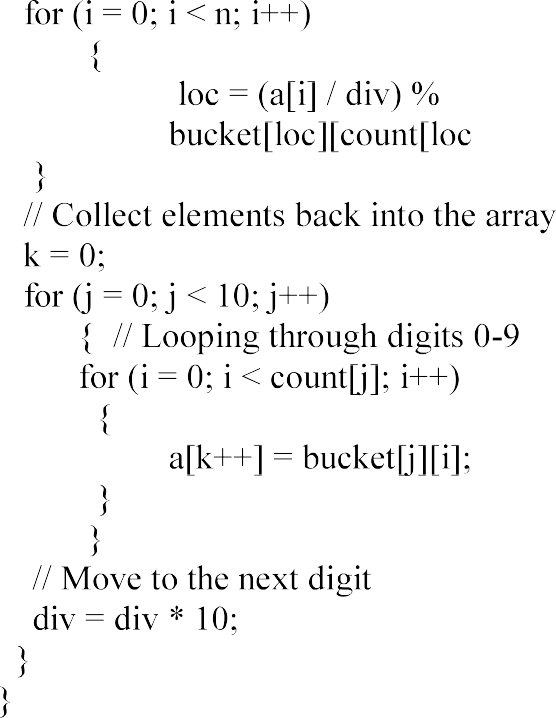 for (i = 0; i < n; i++)
{
loc = (a[i] / div) %
bucket[loc][count[loc
}
// Collect elements back into the array
k = 0;
for (j = 0; j < 10; j++)
{ // Looping through digits 0-9
for (i = 0; i < count[j]; i++)
{
a[k++] = bucket[j][i];
}
}
// Move to the next digit
div = div * 10;
}
}